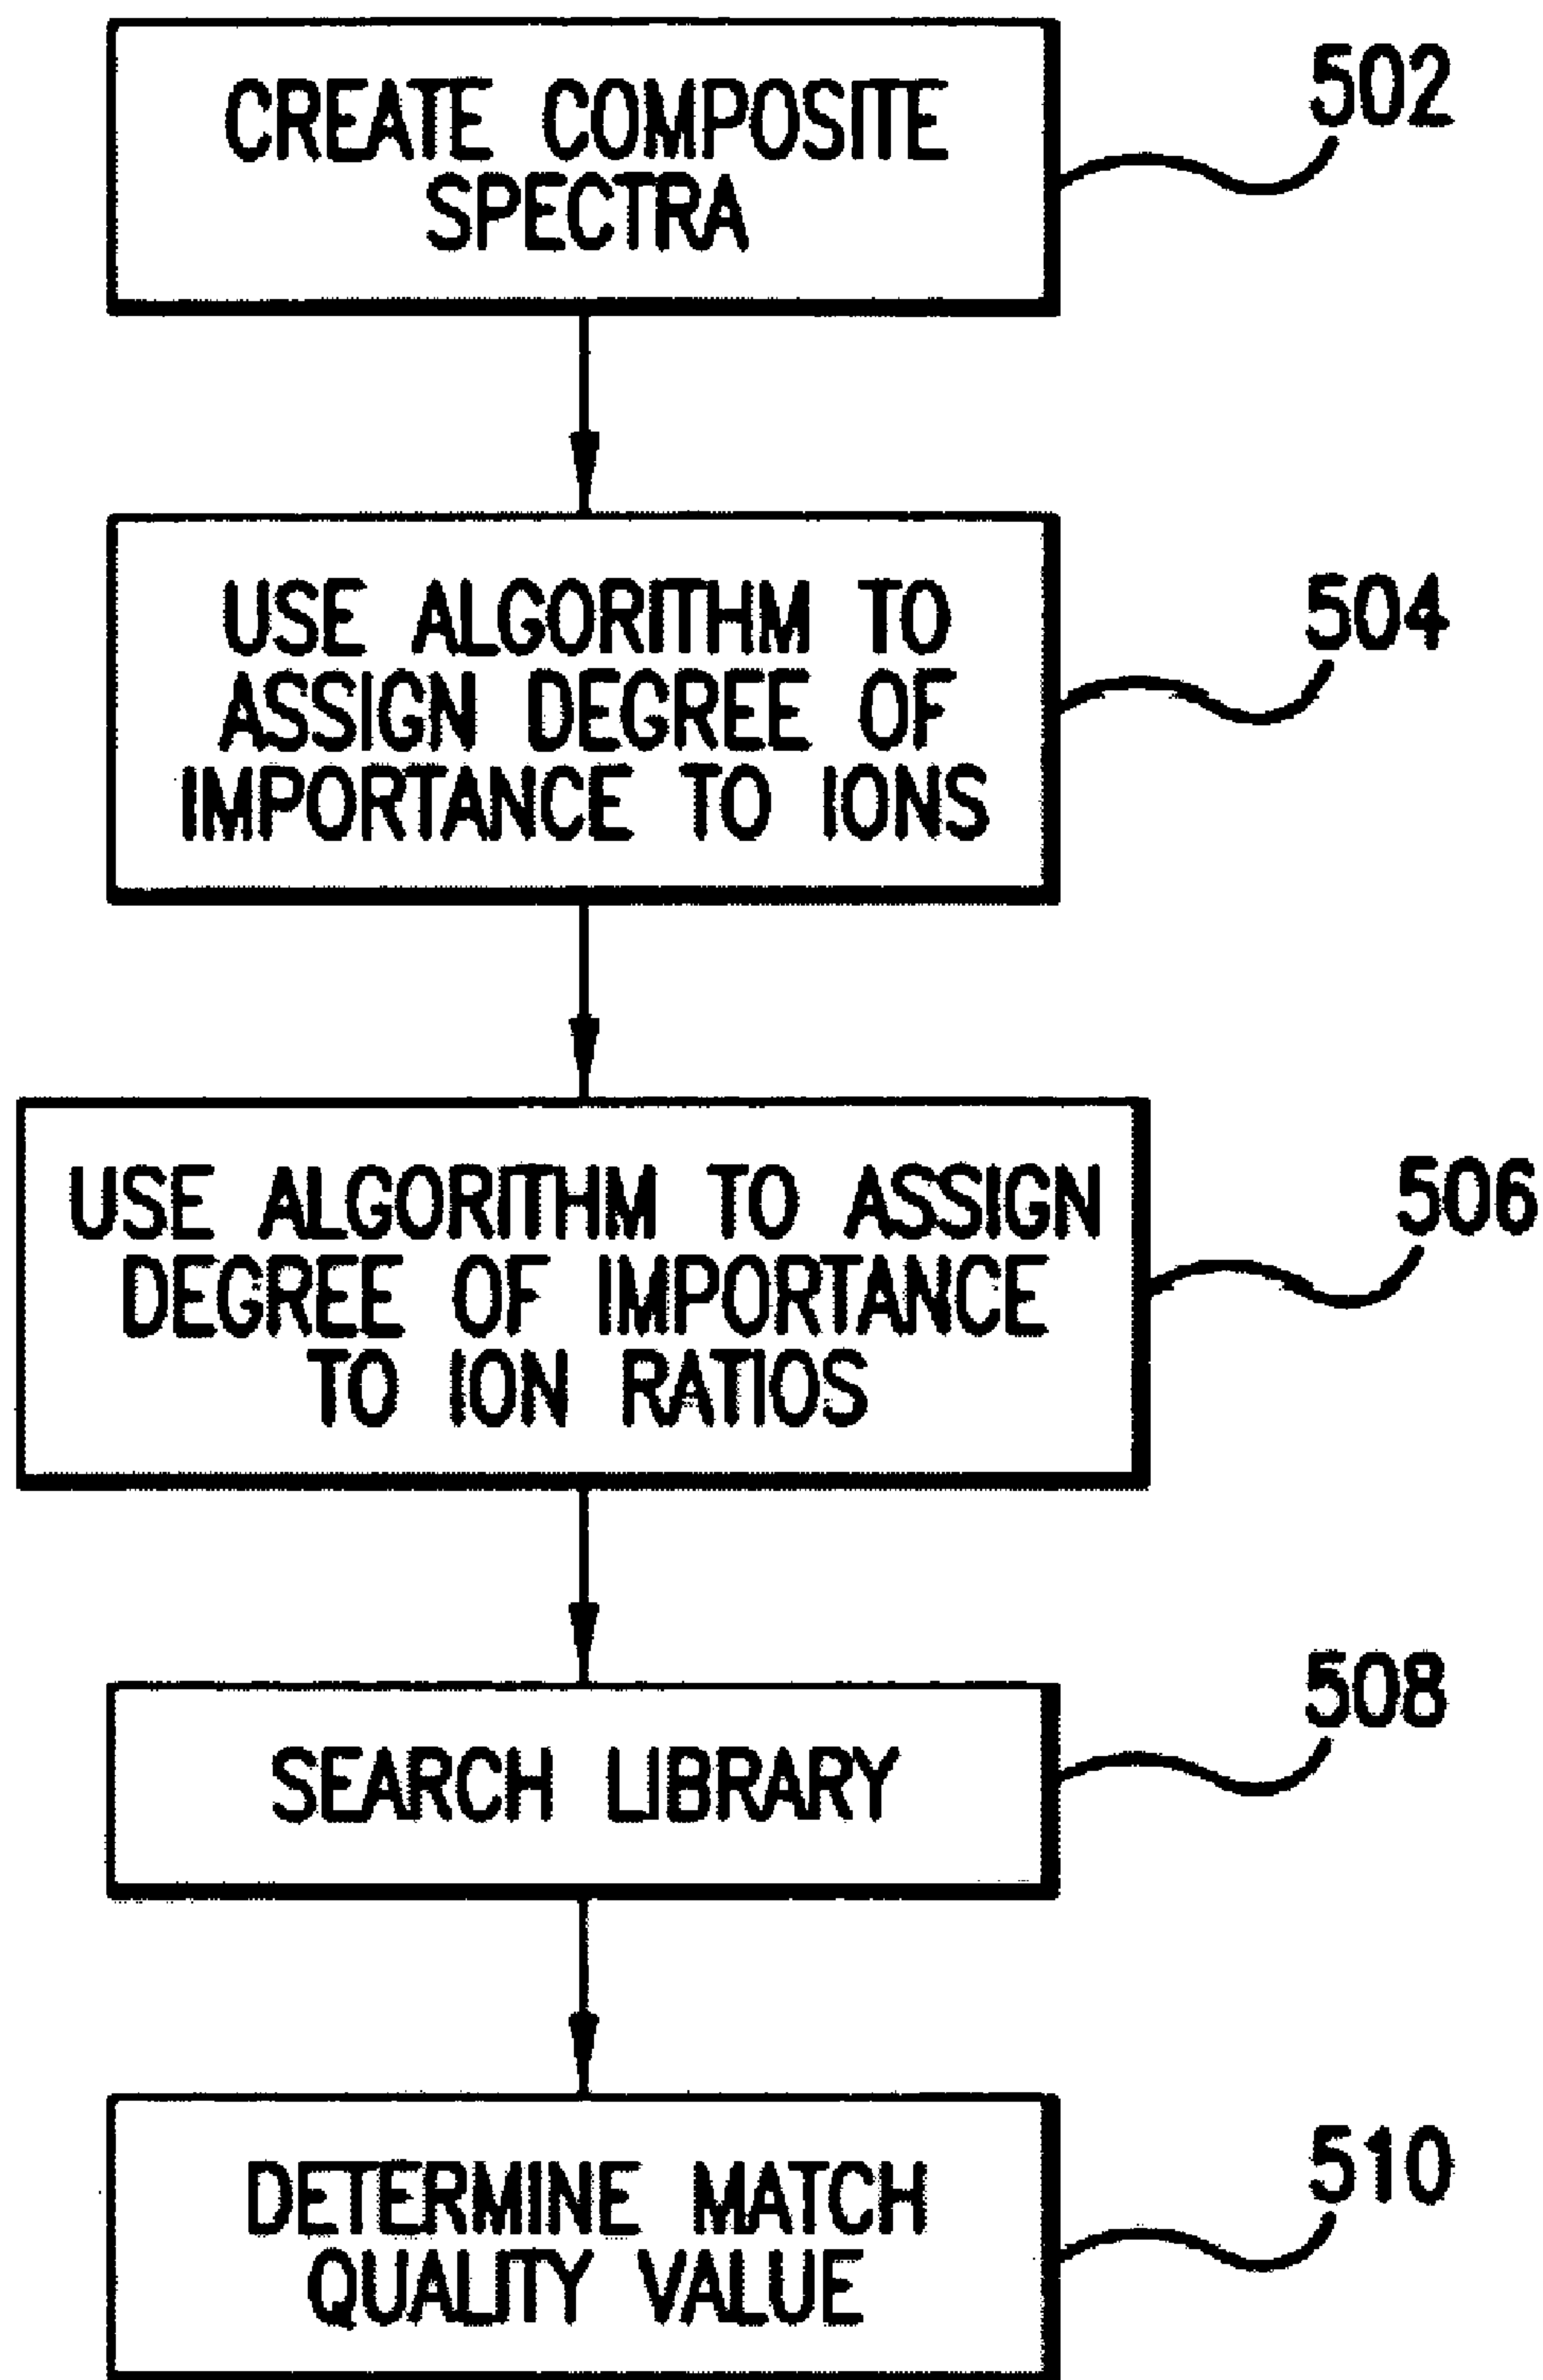 CREATE COMPOSITE
SPECTRA
502
USE ALGORITHM TO
ASSIGN DEGREE OF
IMPORTANCE TO IONS
504
USE ALGORITHM TO ASSIGN
DEGREE OF IMPORTANCE
TO ION RATIOS
506
SEARCH LIBRARY
508
DETERMINE MATCH
QUALITY VALUE
510